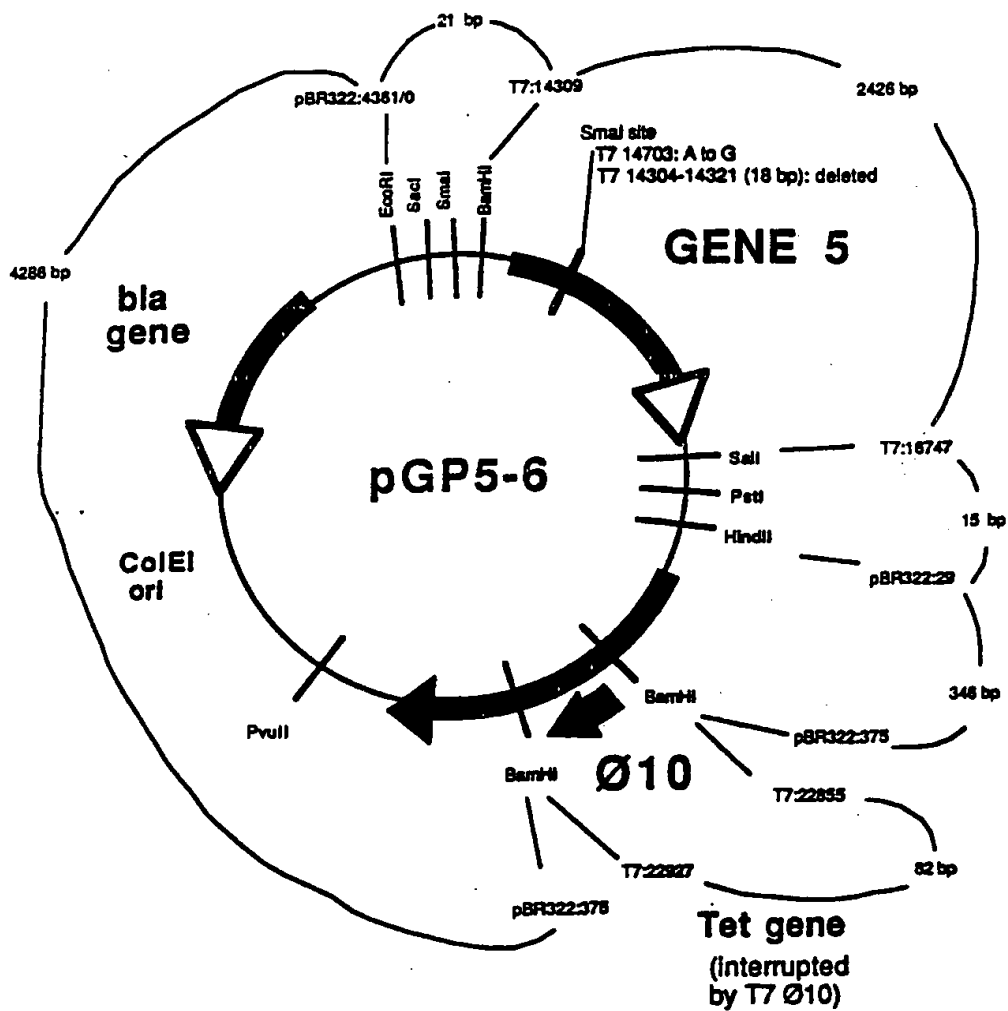 21 bp
pBR322:4361/0
T7:14309
2426 bp
SmaI site
T7 14703: A to G
T7 14304-14321 (18 bp): deleted
EcoRI
SacI
SmaI
BamHI
GENE 5
4286 bp
bla
gene
pGP5-6
SalI
T7:16747
PstI
15 bp
HindII
ColEI
ori
pBR322:29
346 bp
BamHI
PvuII
pBR322:375
BamHI
Ø10
T7:22855
T7:22927
82 bp
pBR322:375
Tet gene
(interrupted
by T7 Ø10)